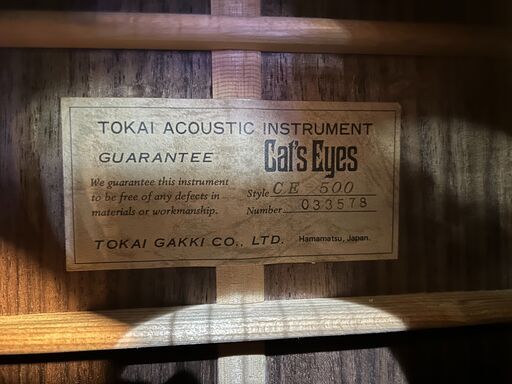 TOKAI ACOUSTIC INSTRUMENT
GUARANTEE
Cat's Eyes
We guarantee this instrument
to be free of any defects in
materials or workmanship.
Style CE 500
Number 033578
TOKAI GAKKI CO., LTD. Hamamatsu, Japan.